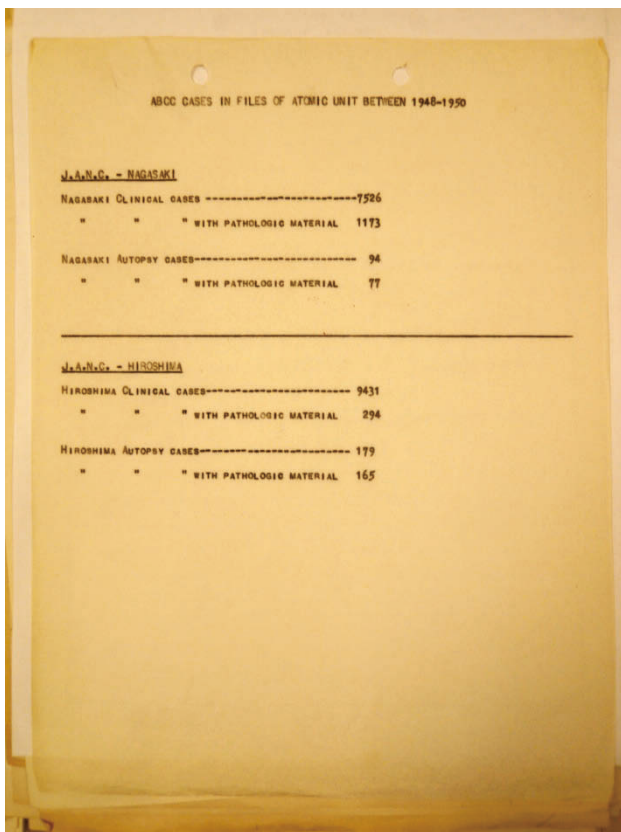 ABCC CASES IN FILES OF ATOMIC UNIT BETWEEN 1948-1950
J.A.N.C. - NAGASAKI
NAGASAKI CLINICAL CASES ---------------------------7526
" " " WITH PATHOLOGIC MATERIAL 1173
NAGASAKI AUTOPSY CASES---------------------------- 94
" " " WITH PATHOLOGIC MATERIAL 77
J.A.N.C. - HIROSHIMA
HIROSHIMA CLINICAL CASES-------------------------- 9431
" " " WITH PATHOLOGIC MATERIAL 294
HIROSHIMA AUTOPSY CASES--------------------------- 179
" " " WITH PATHOLOGIC MATERIAL 165